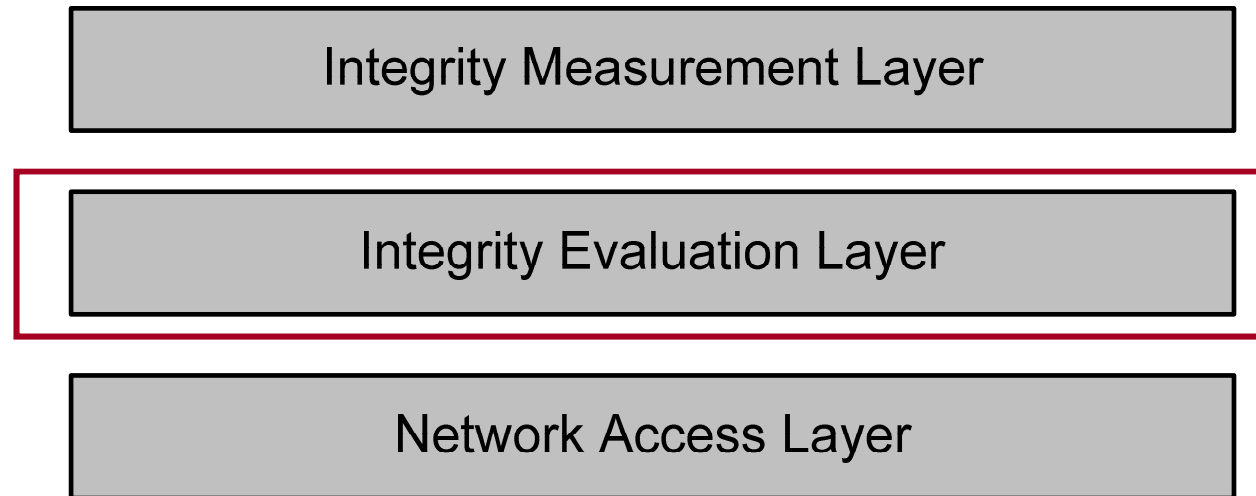 Integrity Measurement Layer
Integrity Evaluation Layer
Network Access Layer